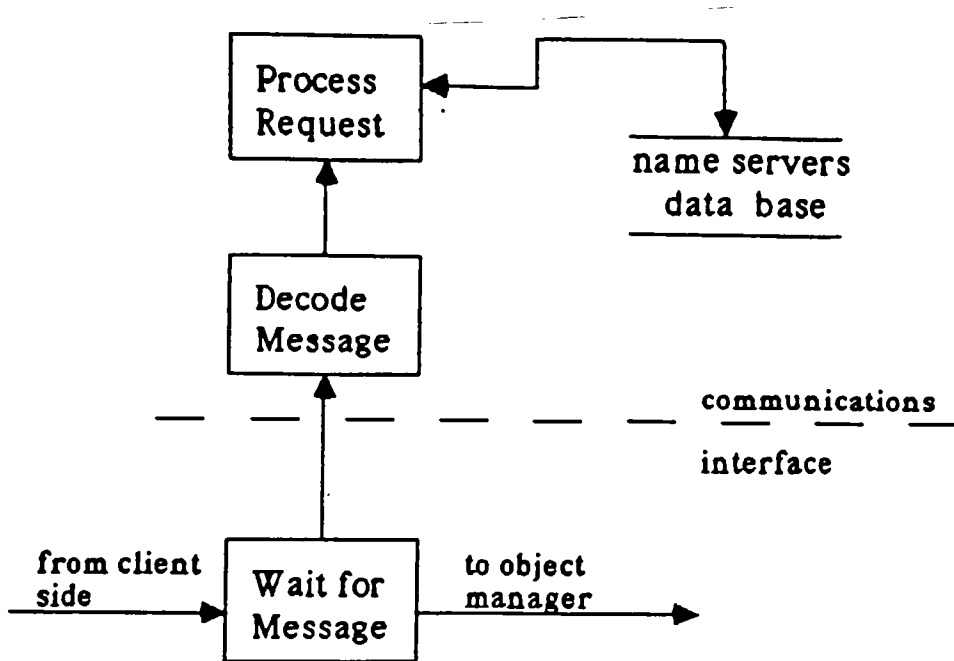 Process
Request
name servers
data base
Decode
Message
communications
interface
from client
side
Wait for
Message
to object
manager